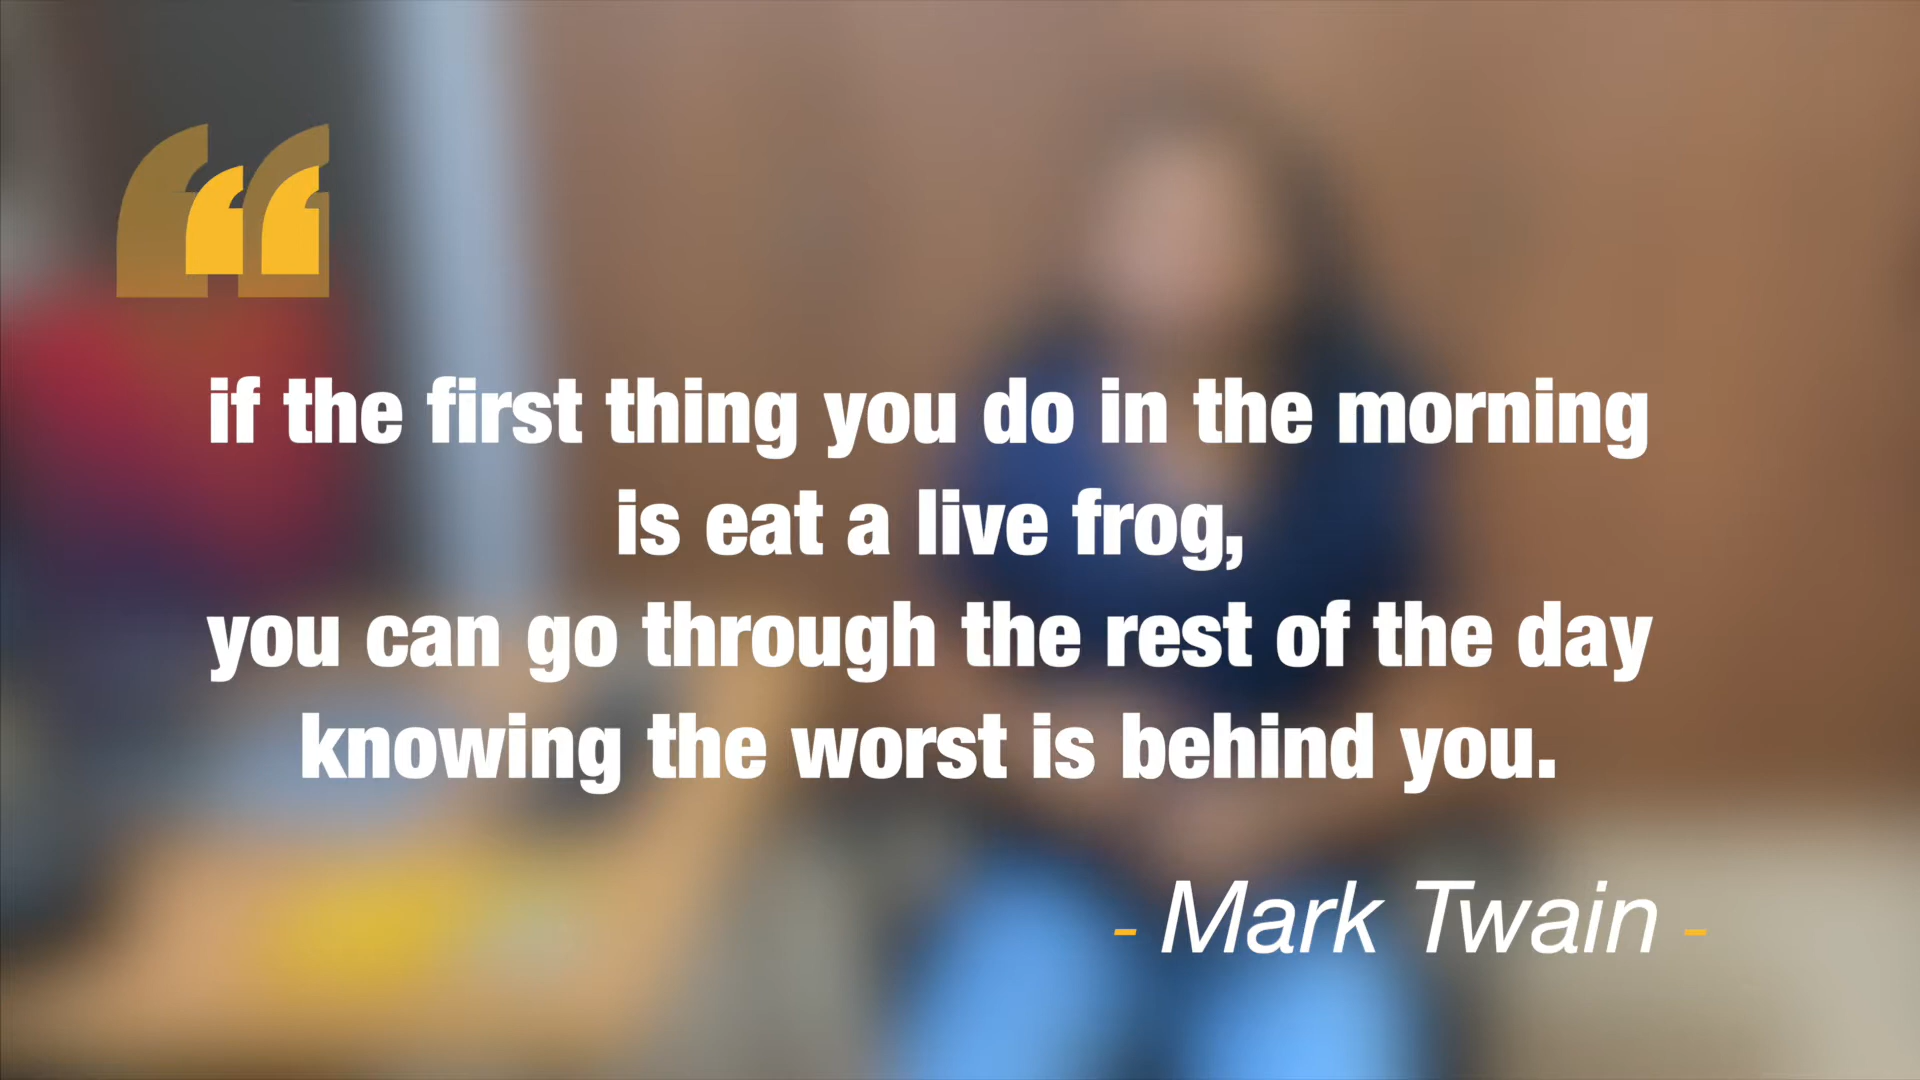 if the first thing you do in the morning
is eat a live frog,
you can go through the rest of the day
knowing the worst is behind you.
- Mark Twain -